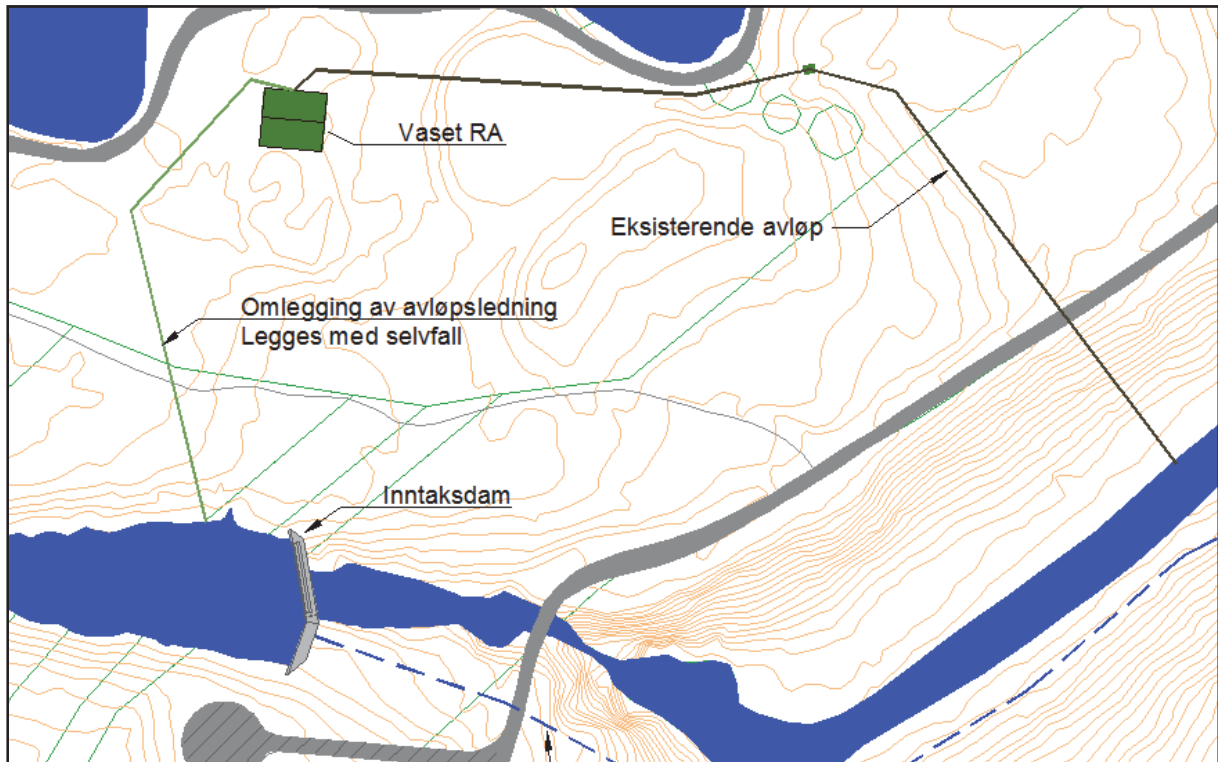 Vaset RA
Eksisterende avløp
Omlegging av avløpsledning
Legges med selvfall
Inntaksdam